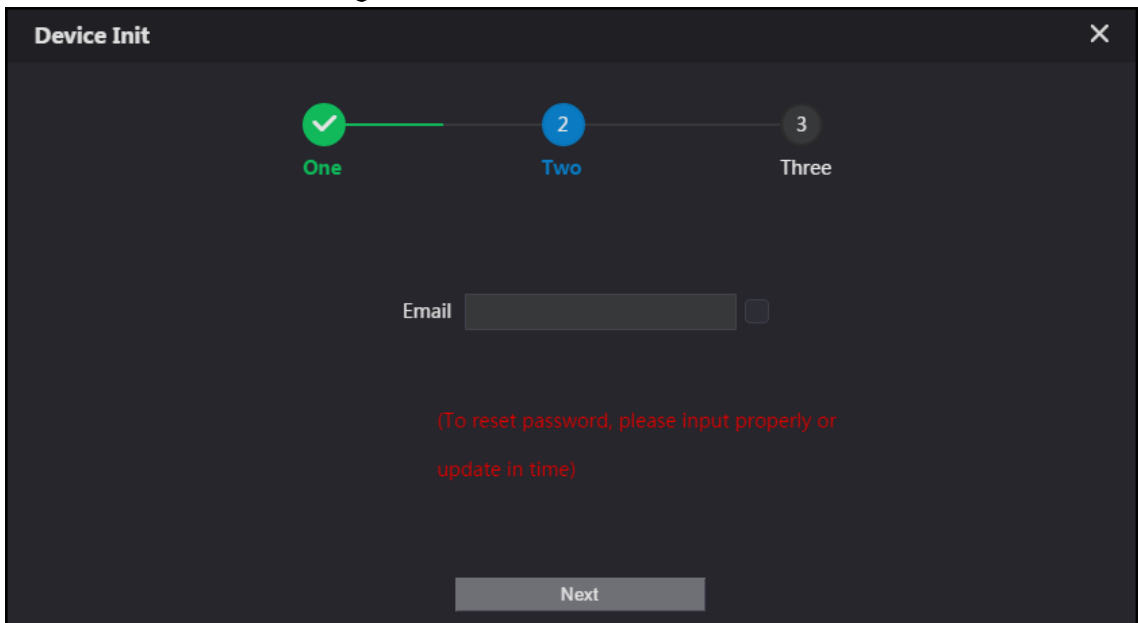 Device Init
2
3
One
Two
Three
Email
(To reset password, please input properly or
update in time)
Next